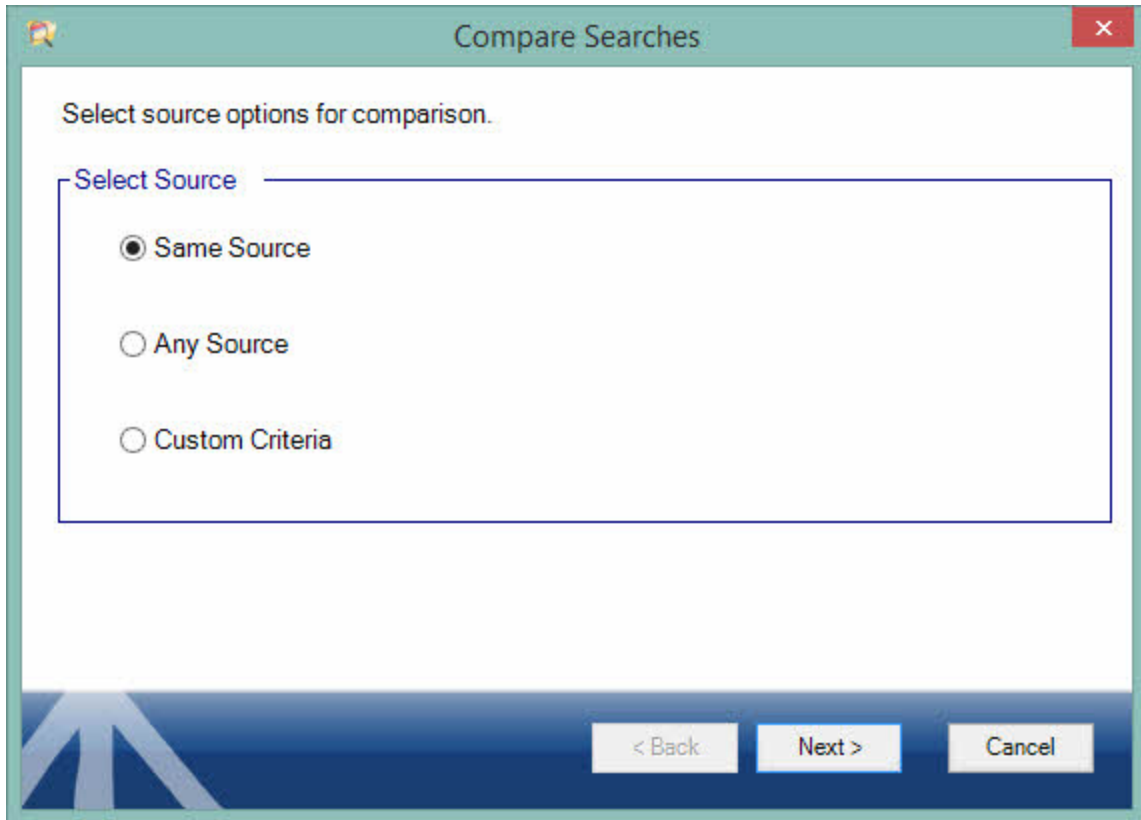 Compare Searches
Select source options for comparison.
Select Source
Same Source
Any Source
Custom Criteria
< Back Next > Cancel